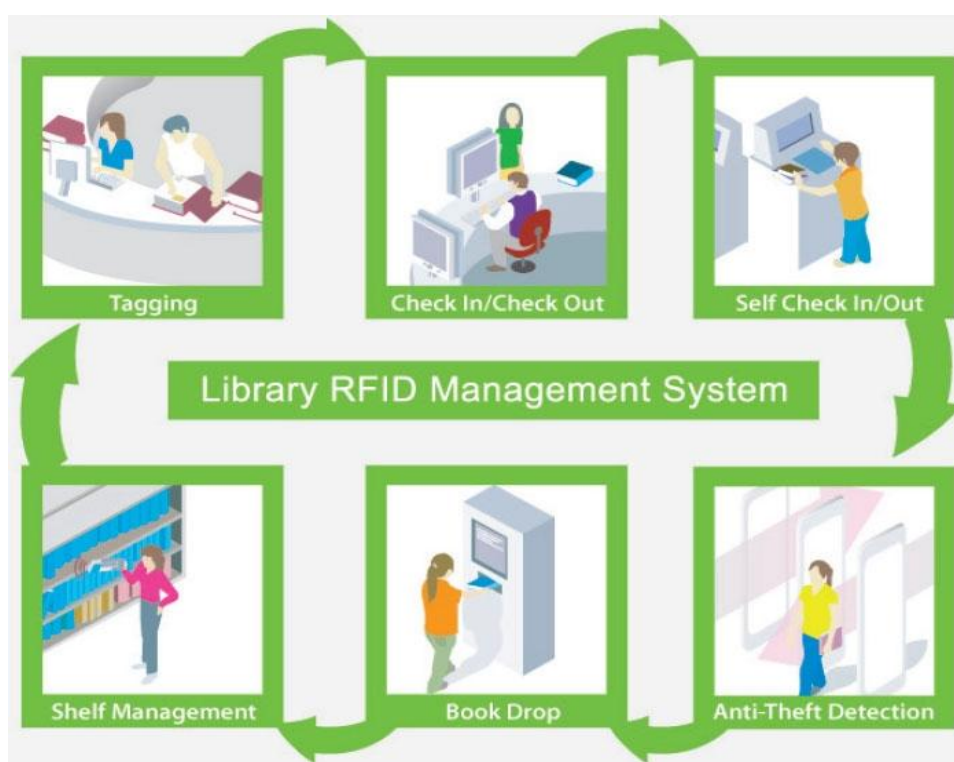 Tagging
Check In/Check Out
Self Check In/Out
Library RFID Management System
Shelf Management
Book Drop
Anti-Theft Detection